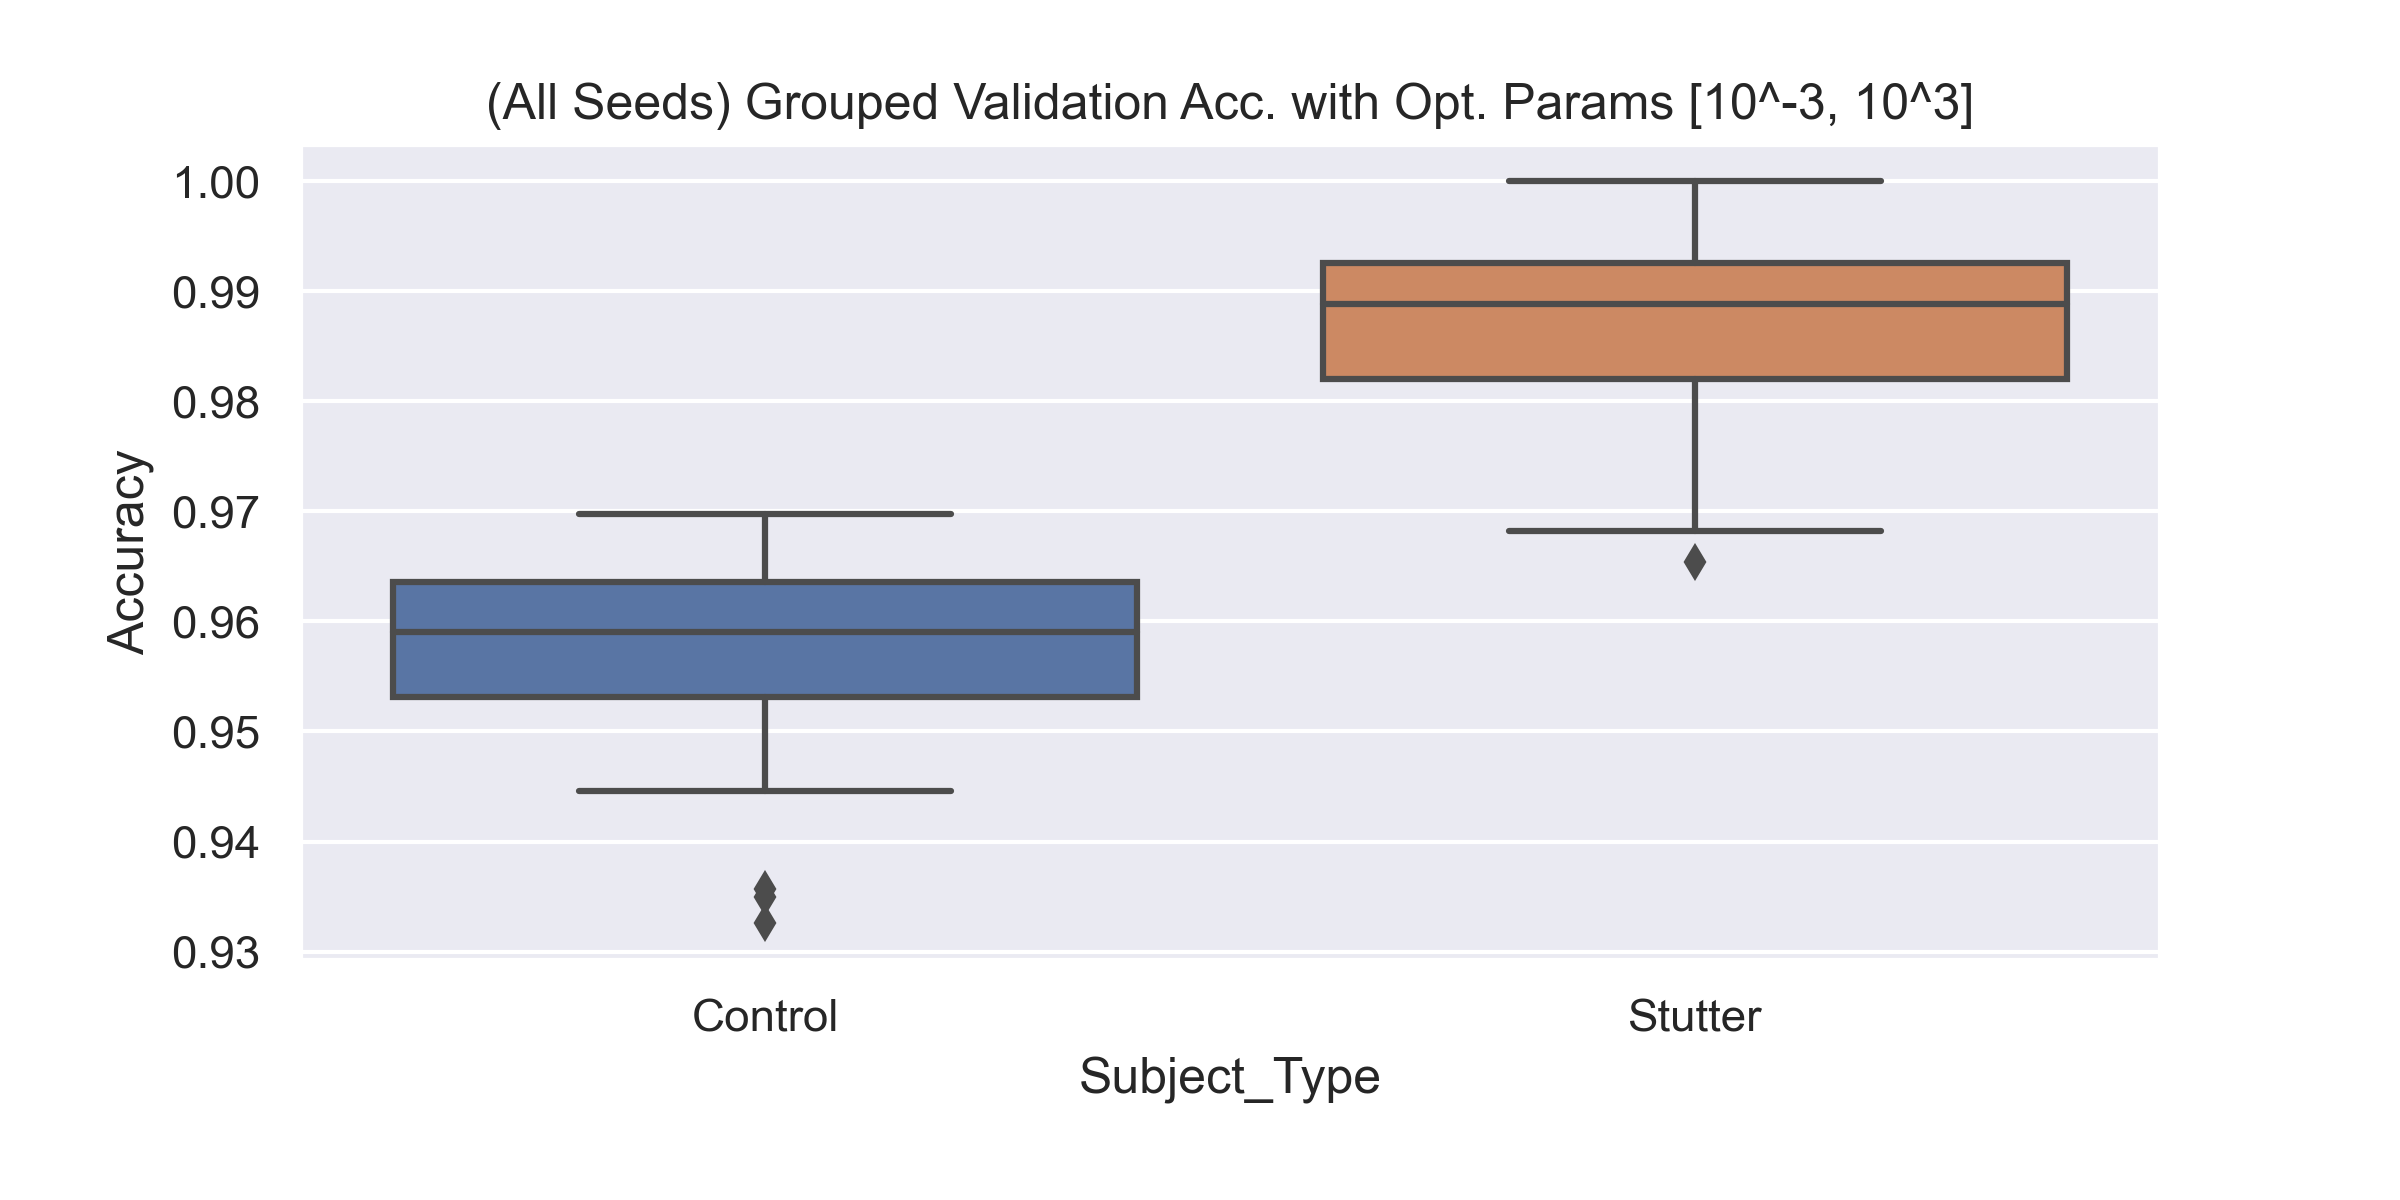 (All Seeds) Grouped Validation Acc. with Opt. Params [10^-3, 10^3]
1.00
0.99
0.98
0.97
0.96
0.95
0.94
0.93
Accuracy
Control
Stutter
Subject_Type